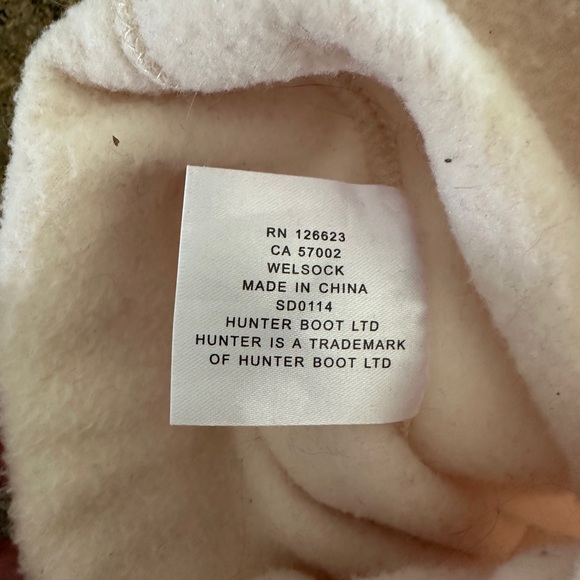 RN 126623
CA 57002
WELSOCK
MADE IN CHINA
SD0114
HUNTER BOOT LTD
HUNTER IS A TRADEMARK
OF HUNTER BOOT LTD